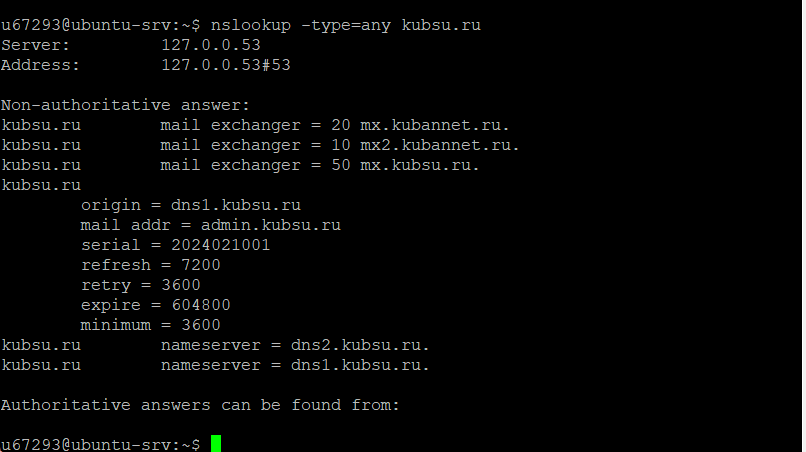 u67293@ubuntu-srv:~$ nslookup -type=any kubsu.ru
Server:         127.0.0.53
Address:        127.0.0.53#53

Non-authoritative answer:
kubsu.ru        mail exchanger = 20 mx.kubannet.ru.
kubsu.ru        mail exchanger = 10 mx2.kubannet.ru.
kubsu.ru        mail exchanger = 50 mx.kubsu.ru.
kubsu.ru
        origin = dns1.kubsu.ru
        mail addr = admin.kubsu.ru
        serial = 2024021001
        refresh = 7200
        retry = 3600
        expire = 604800
        minimum = 3600
kubsu.ru        nameserver = dns2.kubsu.ru.
kubsu.ru        nameserver = dns1.kubsu.ru.

Authoritative answers can be found from:

u67293@ubuntu-srv:~$